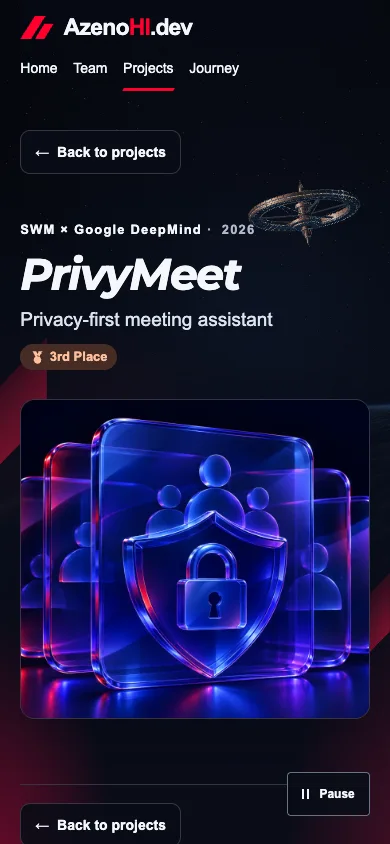 AzenoHI.dev
Home Team Projects Journey
← Back to projects
SWM × Google DeepMind · 2026
PrivyMeet
Privacy-first meeting assistant
3rd Place
Pause
← Back to projects